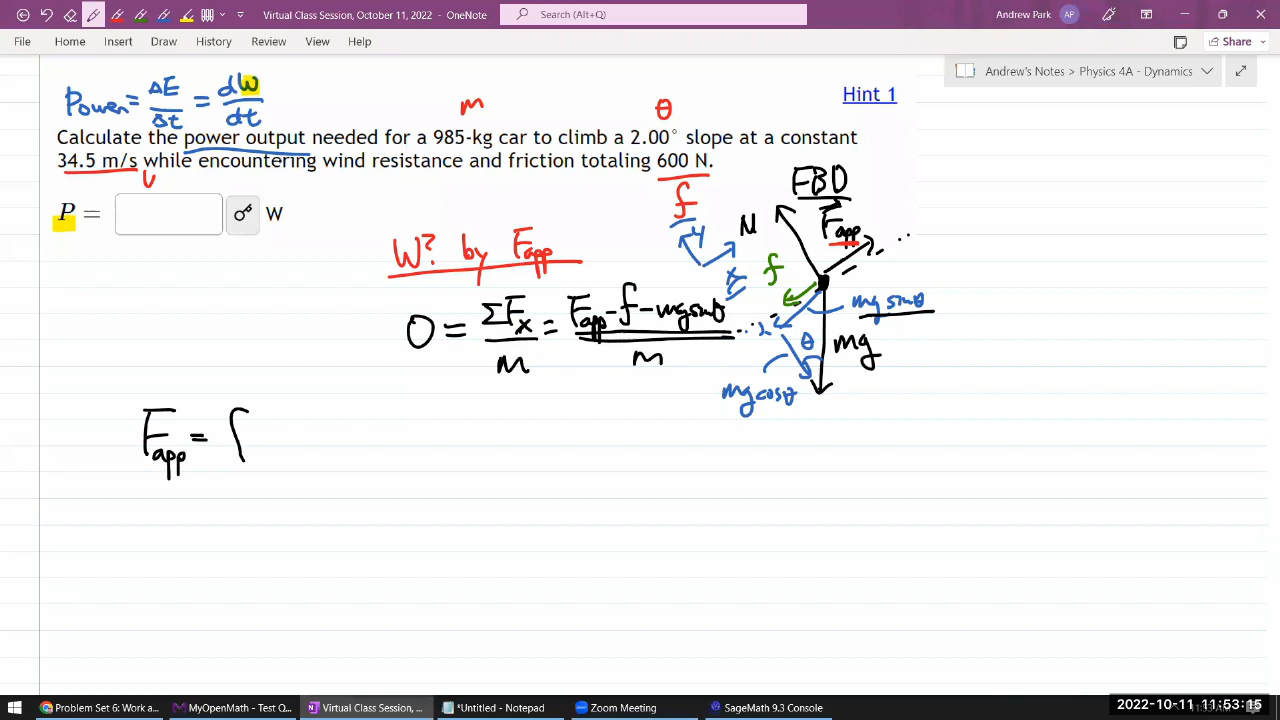 Virtual Class Session, October 11, 2022 - OneNote
Search (Alt+Q)
Andrew Park AP
File Home Insert Draw History Review View Help
Share
Andrew's Notes > Physics 4A - Dynamics
Power = ΔE/Δt = dW/dt
m
θ
Hint 1
Calculate the power output needed for a 985-kg car to climb a 2.00° slope at a constant
34.5 m/s while encountering wind resistance and friction totaling 600 N.
v
f
FBD
P = W
N
F app
y
x
f
W? by Fapp
mg sinθ
0 = ΣFx/m = Fapp - f - mg sinθ/m
θ
mg
mg cosθ
Fapp =
Problem Set 6: Work a...
MyOpenMath - Grad
Virtual Class Session, ...
*Untitled - Notepad
Zoom Meeting
SageMath 9.3 Console
2022-10-11 11:53:15